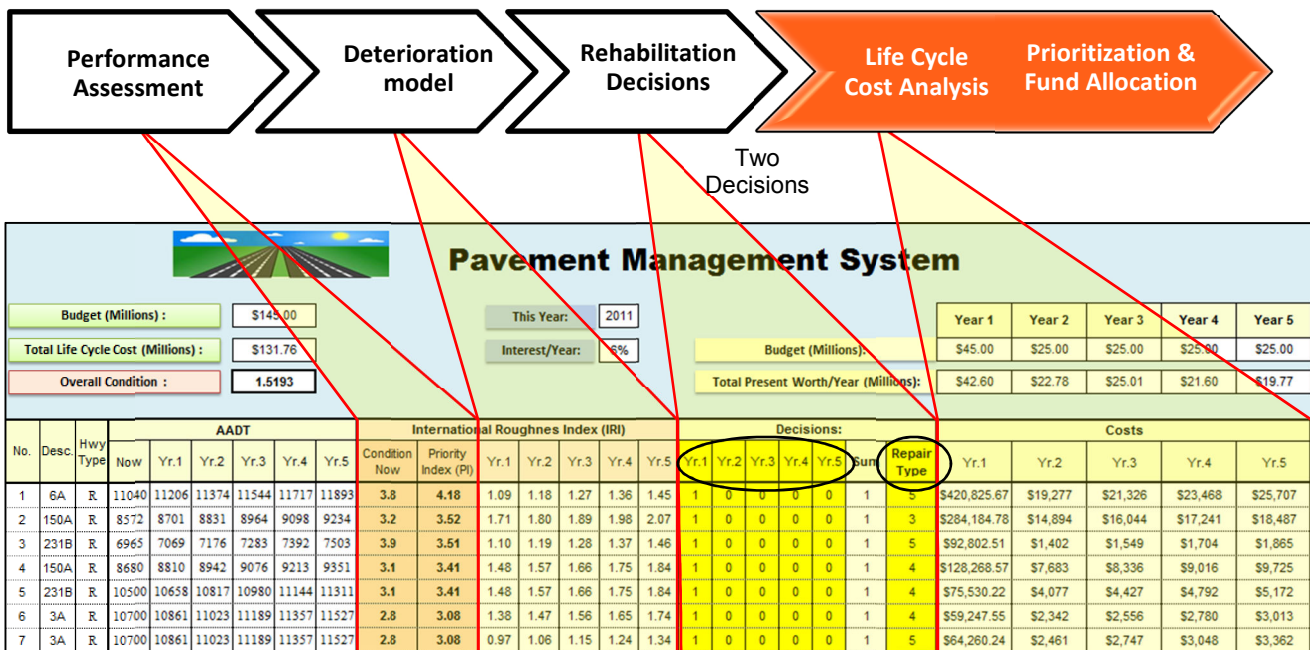 Performance
Assessment
Deterioration
model
Rehabilitation
Decisions
Life Cycle
Cost Analysis
Prioritization &
Fund Allocation
Two
Decisions
Pavement Management System
Budget (Millions) : $145.00
This Year: 2011
Year 1 Year 2 Year 3 Year 4 Year 5
Total Life Cycle Cost (Millions) : $131.76
Interest/Year: 6%
Budget (Millions): $45.00 $25.00 $25.00 $25.00 $25.00
Overall Condition : 1.5193
Total Present Worth/Year (Millions): $42.60 $22.78 $25.01 $21.60 $19.77
No. Desc. Hwy Type AADT International Roughnes Index (IRI) Decisions: Costs
Now Yr.1 Yr.2 Yr.3 Yr.4 Yr.5 Condition Now Priority Index (PI) Yr.1 Yr.2 Yr.3 Yr.4 Yr.5 Yr.1 Yr.2 Yr.3 Yr.4 Yr.5 Sum Repair Type Yr.1 Yr.2 Yr.3 Yr.4 Yr.5
1 6A R 11040 11206 11374 11544 11717 11893 3.8 4.18 1.09 1.18 1.27 1.36 1.45 1 0 0 0 0 1 5 $420,825.67 $19,277 $21,326 $23,468 $25,707
2 150A R 8572 8701 8831 8964 9098 9234 3.2 3.52 1.71 1.80 1.89 1.98 2.07 1 0 0 0 0 1 3 $284,184.78 $14,894 $16,044 $17,241 $18,487
3 231B R 6965 7069 7176 7283 7392 7503 3.9 3.51 1.10 1.19 1.28 1.37 1.46 1 0 0 0 0 1 5 $92,802.51 $1,402 $1,549 $1,704 $1,865
4 150A R 8680 8810 8942 9076 9213 9351 3.1 3.41 1.48 1.57 1.66 1.75 1.84 1 0 0 0 0 1 4 $128,268.57 $7,683 $8,336 $9,016 $9,725
5 231B R 10500 10658 10817 10980 11144 11311 3.1 3.41 1.48 1.57 1.66 1.75 1.84 1 0 0 0 0 1 4 $75,530.22 $4,077 $4,427 $4,792 $5,172
6 3A R 10700 10861 11023 11189 11357 11527 2.8 3.08 1.38 1.47 1.56 1.65 1.74 1 0 0 0 0 1 4 $59,247.55 $2,342 $2,556 $2,780 $3,013
7 3A R 10700 10861 11023 11189 11357 11527 2.8 3.08 0.97 1.06 1.15 1.24 1.34 1 0 0 0 0 1 5 $64,260.24 $2,461 $2,747 $3,048 $3,362